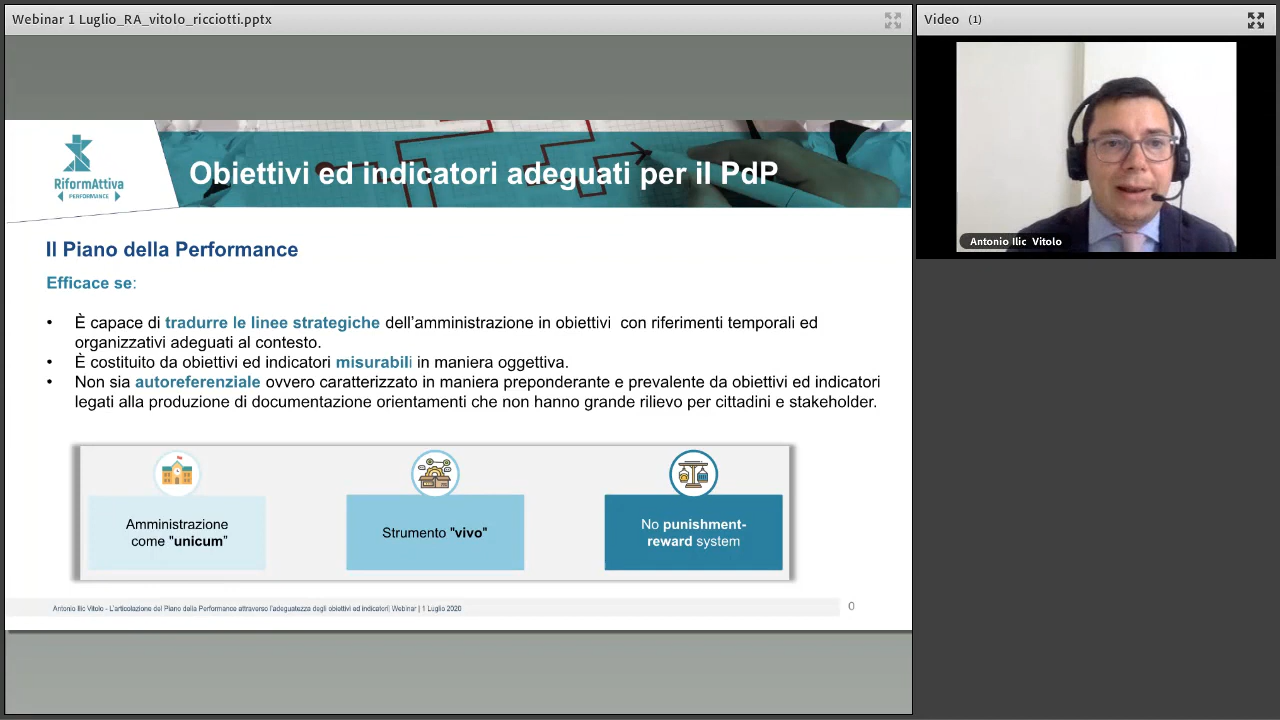 Webinar 1 Luglio_RA_vitolo_ricciotti.pptx
Video (1)
Antonio Ilic Vitolo
RiformAttiva
PERFORMANCE
Obiettivi ed indicatori adeguati per il PdP
Il Piano della Performance
Efficace se:
• È capace di tradurre le linee strategiche dell’amministrazione in obiettivi con riferimenti temporali ed
organizzativi adeguati al contesto.
• È costituito da obiettivi ed indicatori misurabili in maniera oggettiva.
• Non sia autoreferenziale ovvero caratterizzato in maniera preponderante e prevalente da obiettivi ed indicatori
legati alla produzione di documentazione orientamenti che non hanno grande rilievo per cittadini e stakeholder.
Amministrazione
come "unicum”
Strumento "vivo"
No punishment-
reward system
Antonio Ilic Vitolo - L’articolazione del Piano della Performance attraverso l’adeguatezza degli obiettivi ed indicatori| Webinar | 1 Luglio 2020
0